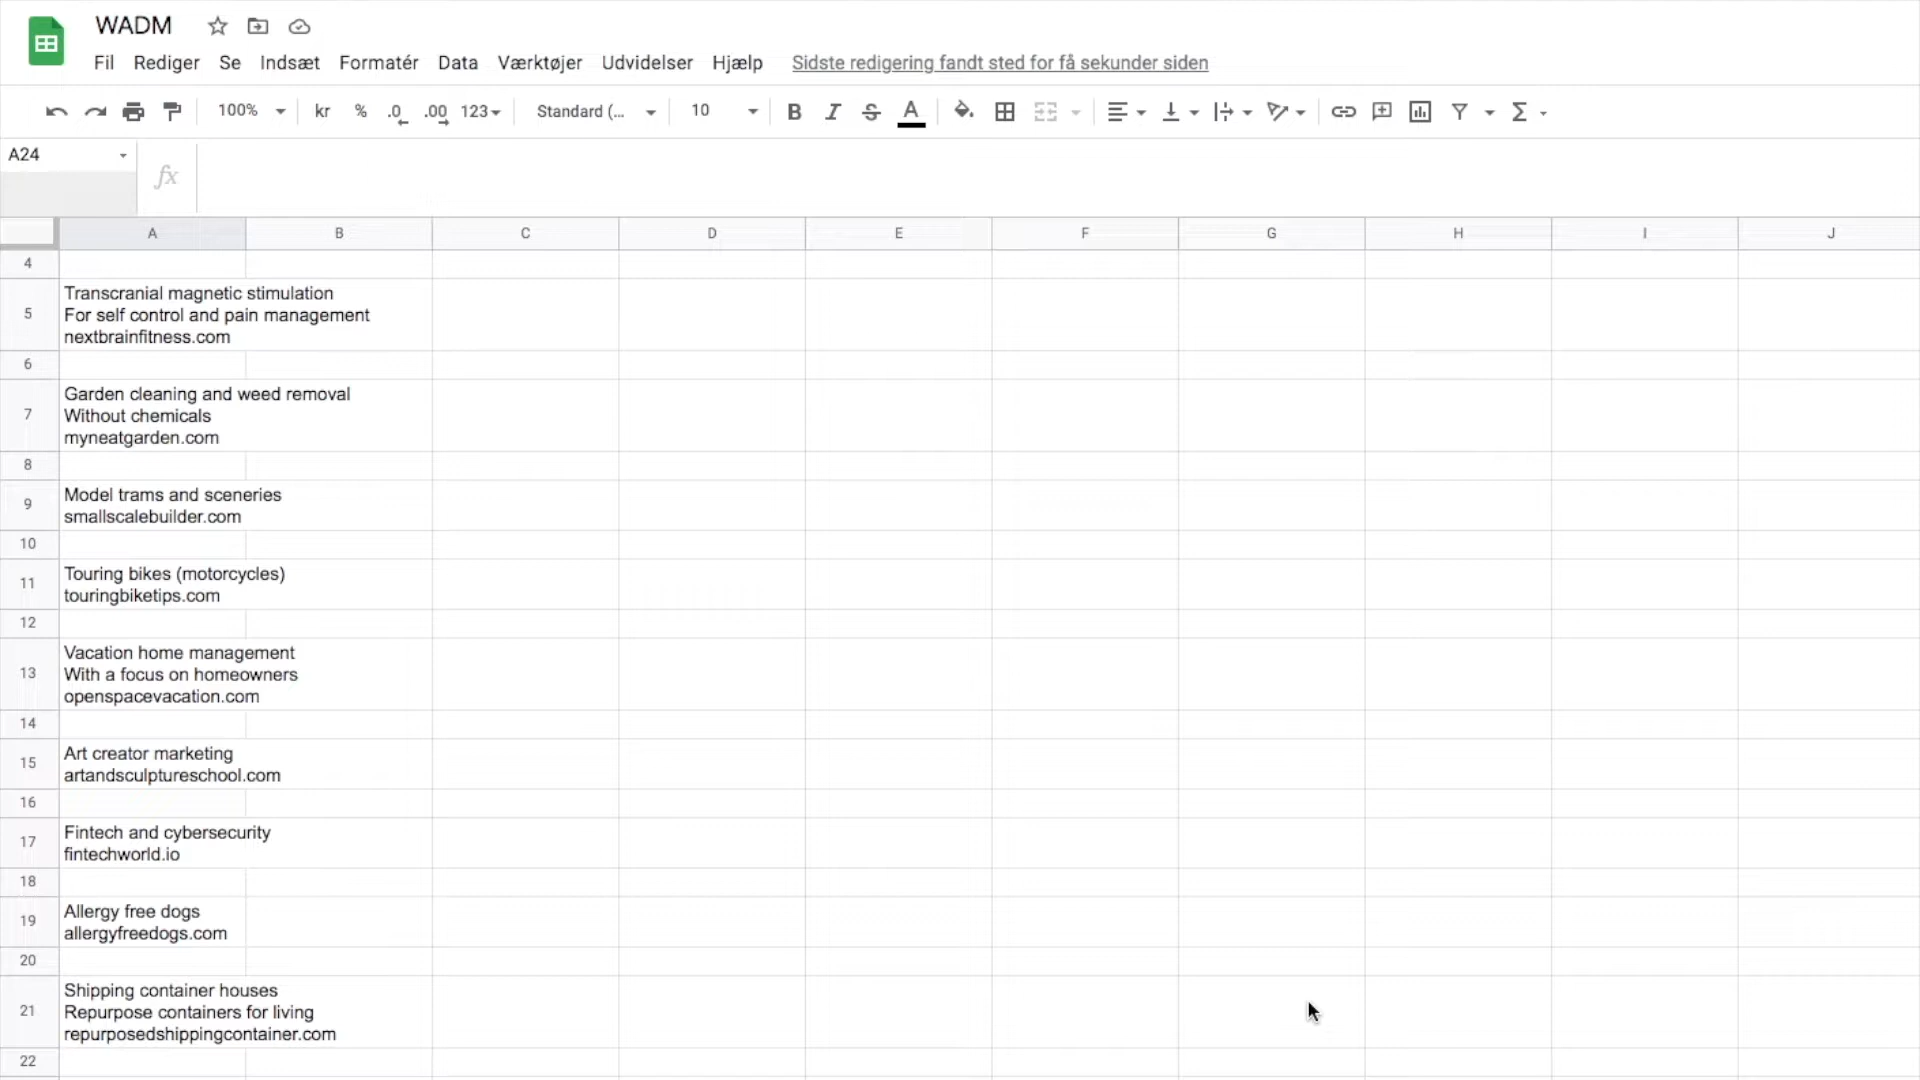 WADM
Fil Rediger Se Indsæt Formatér Data Værktøjer Udvidelser Hjælp Sidste redigering fandt sted for få sekunder siden
100% kr % .0 .00 123 Standard (... 10 B I S A Σ
A24 fx
A B C D E F G H I J
4
5 Transcranial magnetic stimulation
For self control and pain management
nextbrainfitness.com
6
7 Garden cleaning and weed removal
Without chemicals
myneatgarden.com
8
9 Model trams and sceneries
smallscalebuilder.com
10
11 Touring bikes (motorcycles)
touringbiketips.com
12
13 Vacation home management
With a focus on homeowners
openspacevacation.com
14
15 Art creator marketing
artandsculptureschool.com
16
17 Fintech and cybersecurity
fintechworld.io
18
19 Allergy free dogs
allergyfreedogs.com
20
21 Shipping container houses
Repurpose containers for living
repurposedshippingcontainer.com
22